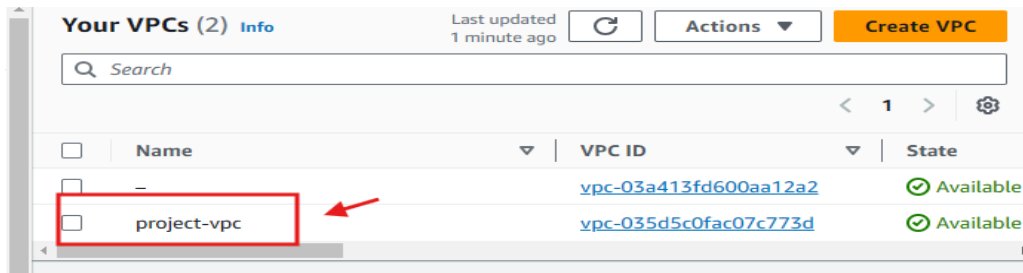 Your VPCs (2) Info
Last updated
1 minute ago
Actions
Create VPC
Search
1
Name VPC ID State
– vpc-03a413fd600aa12a2 Available
project-vpc vpc-035d5c0fac07c773d Available